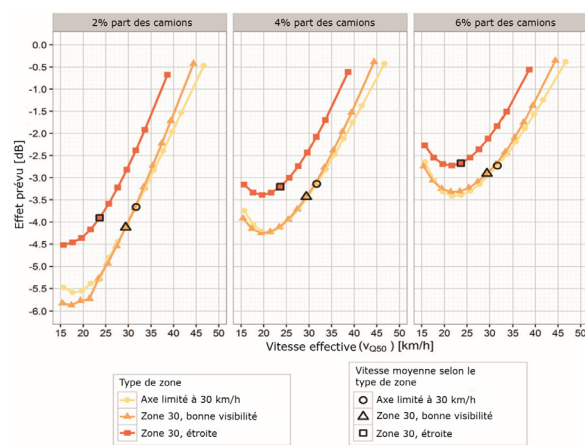 2% part des camions
4% part des camions
6% part des camions
Effet prévu [dB]
0.0
-0.5
-1.0
-1.5
-2.0
-2.5
-3.0
-3.5
-4.0
-4.5
-5.0
-5.5
-6.0
15 20 25 30 35 40 45 50
15 20 25 30 35 40 45 50
15 20 25 30 35 40 45 50
Vitesse effective (vQ50) [km/h]
Type de zone
Axe limité à 30 km/h
Zone 30, bonne visibilité
Zone 30, étroite
Vitesse moyenne selon le
type de zone
Axe limité à 30 km/h
Zone 30, bonne visibilité
Zone 30, étroite